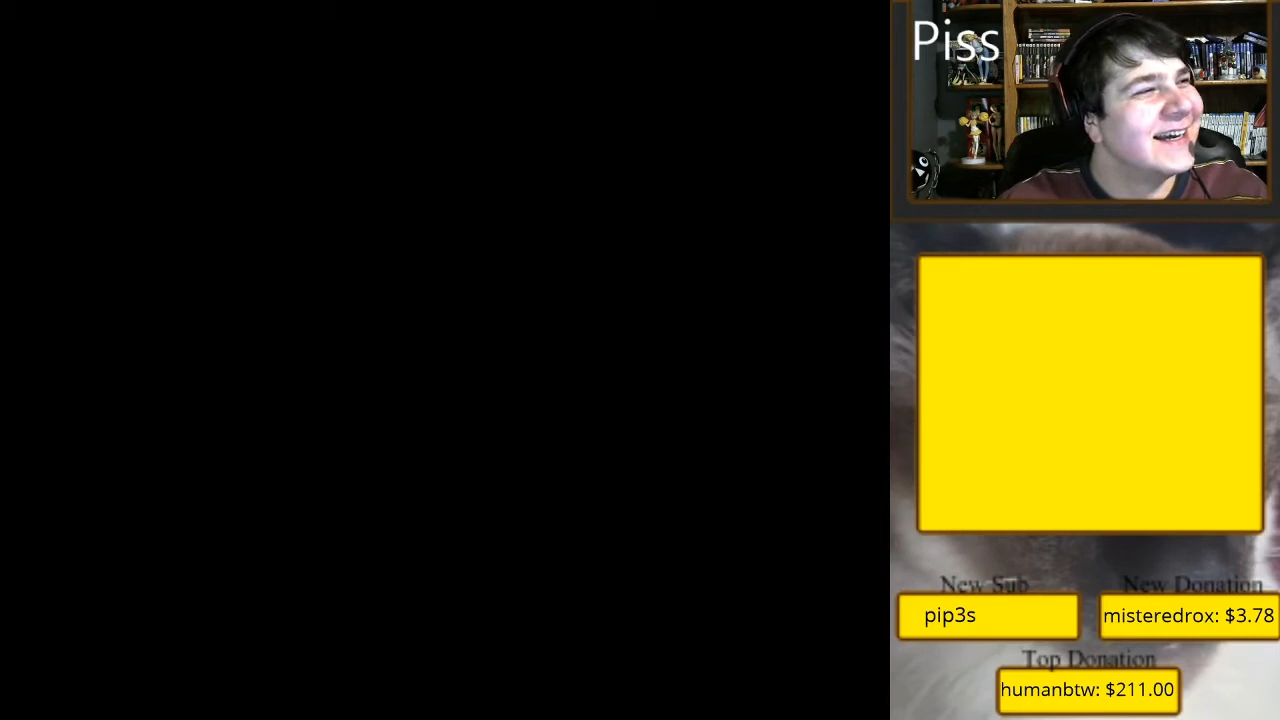 Piss
New Sub
New Donation
pip3s
misteredrox: $3.78
Top Donation
humanbtw: $211.00